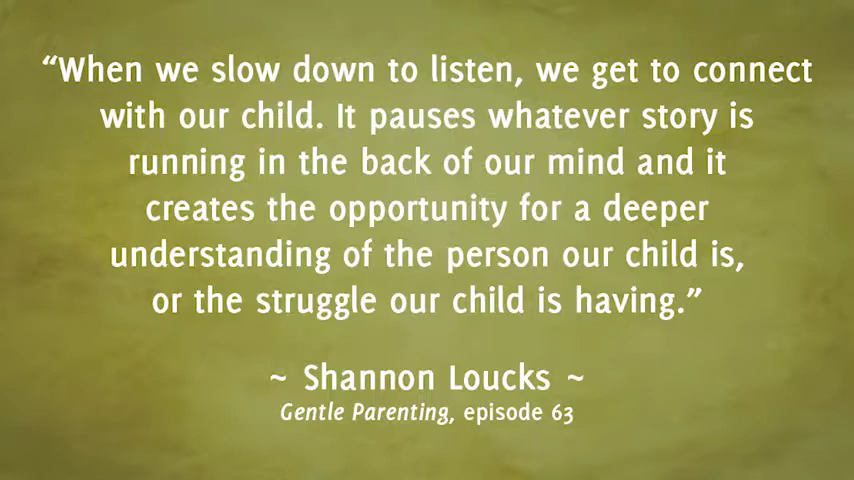 “When we slow down to listen, we get to connect
with our child. It pauses whatever story is
running in the back of our mind and it
creates the opportunity for a deeper
understanding of the person our child is,
or the struggle our child is having.”
~ Shannon Loucks ~
Gentle Parenting, episode 63